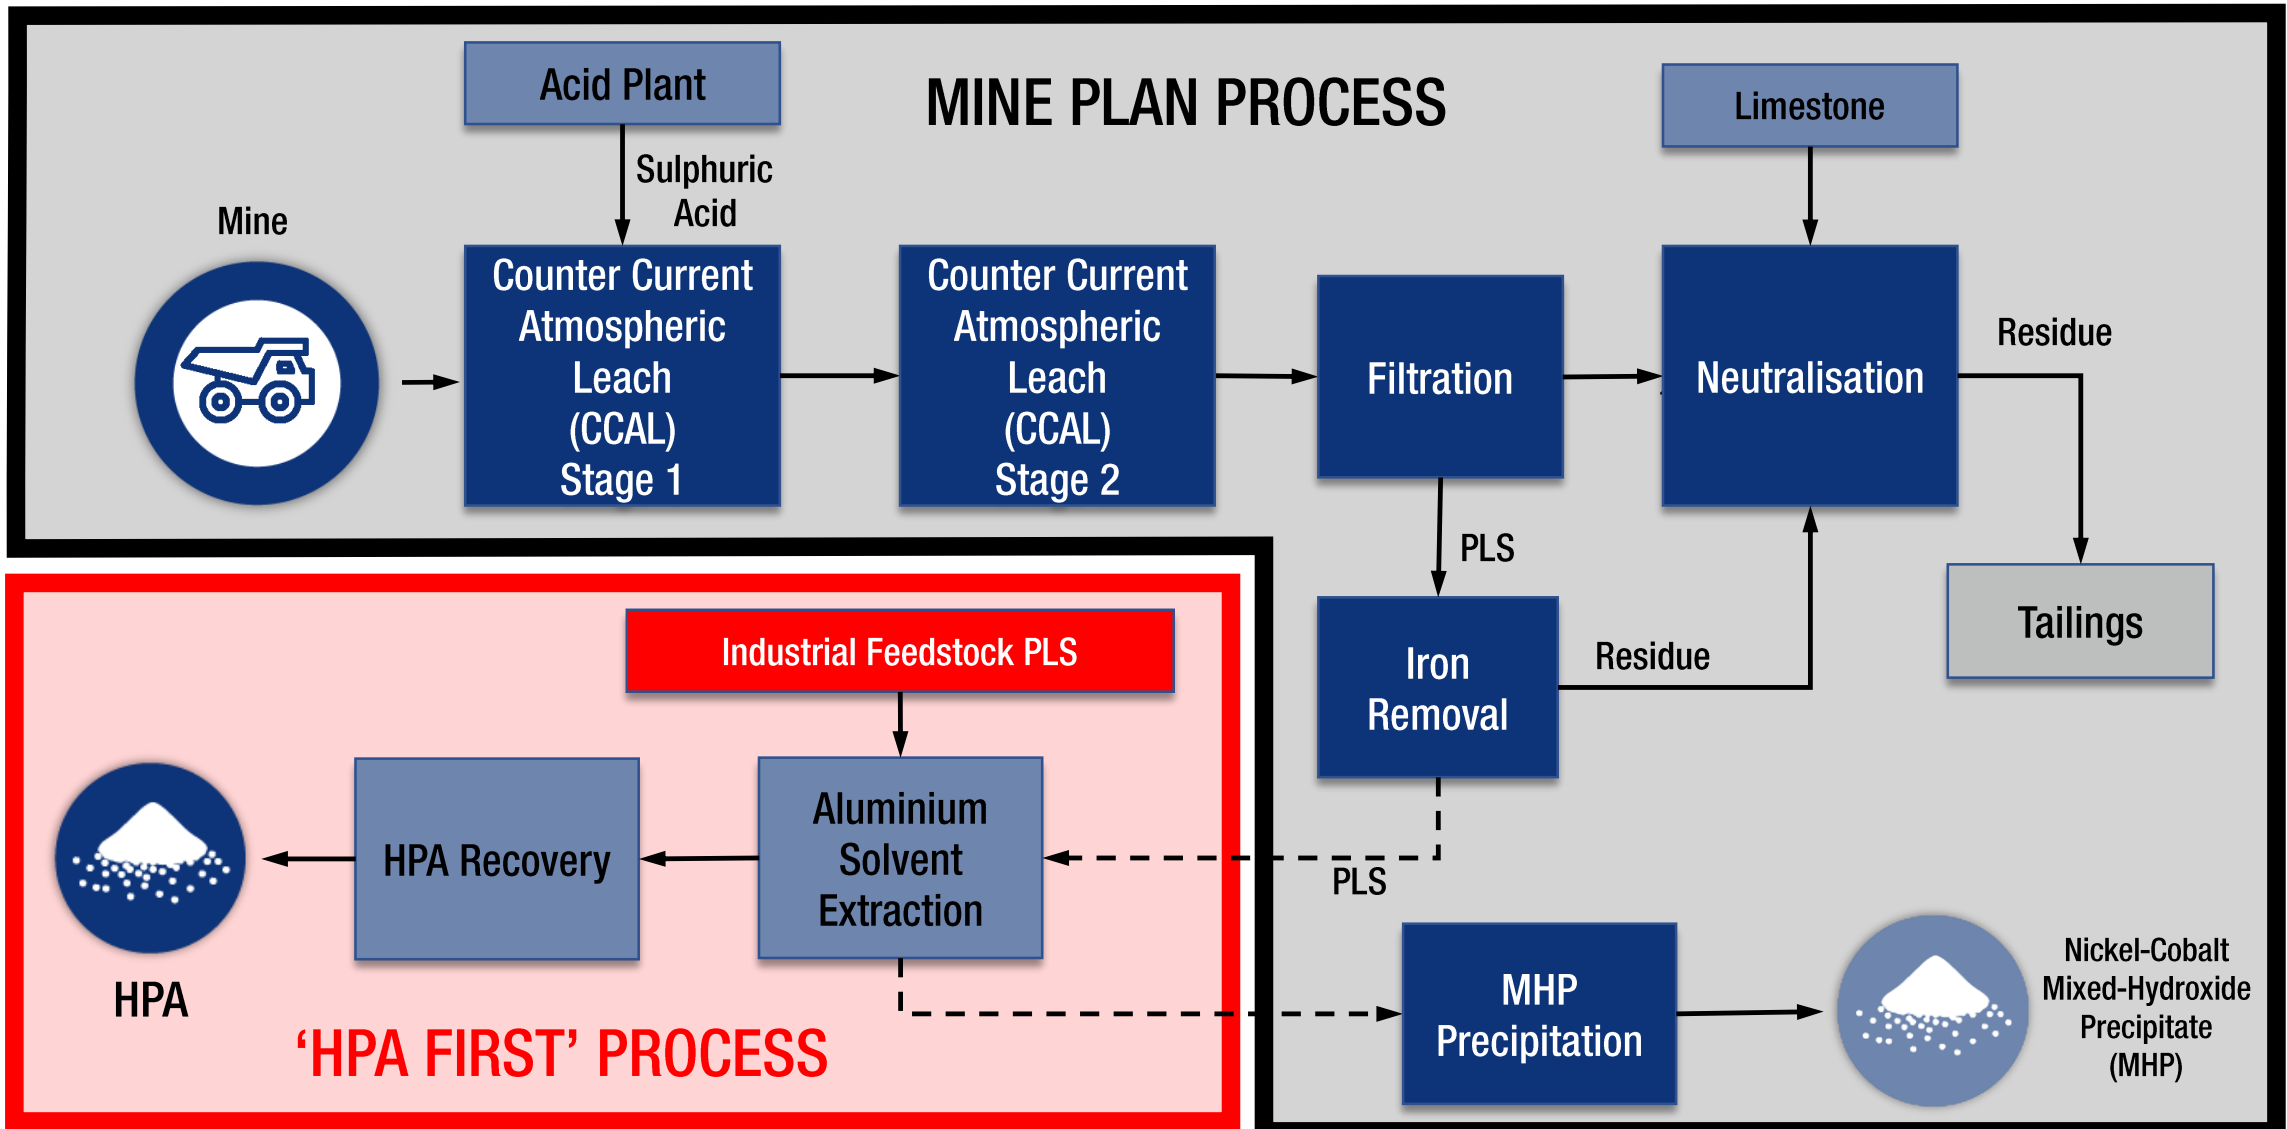 MINE PLAN PROCESS
Acid Plant
Limestone
Sulphuric
Acid
Mine
Counter Current
Atmospheric
Leach
(CCAL)
Stage 1
Counter Current
Atmospheric
Leach
(CCAL)
Stage 2
Filtration
Neutralisation
Residue
PLS
Tailings
Iron
Removal
Residue
PLS
Industrial Feedstock PLS
Aluminium
Solvent
Extraction
HPA Recovery
HPA
‘HPA FIRST’ PROCESS
MHP
Precipitation
Nickel-Cobalt
Mixed-Hydroxide
Precipitate
(MHP)